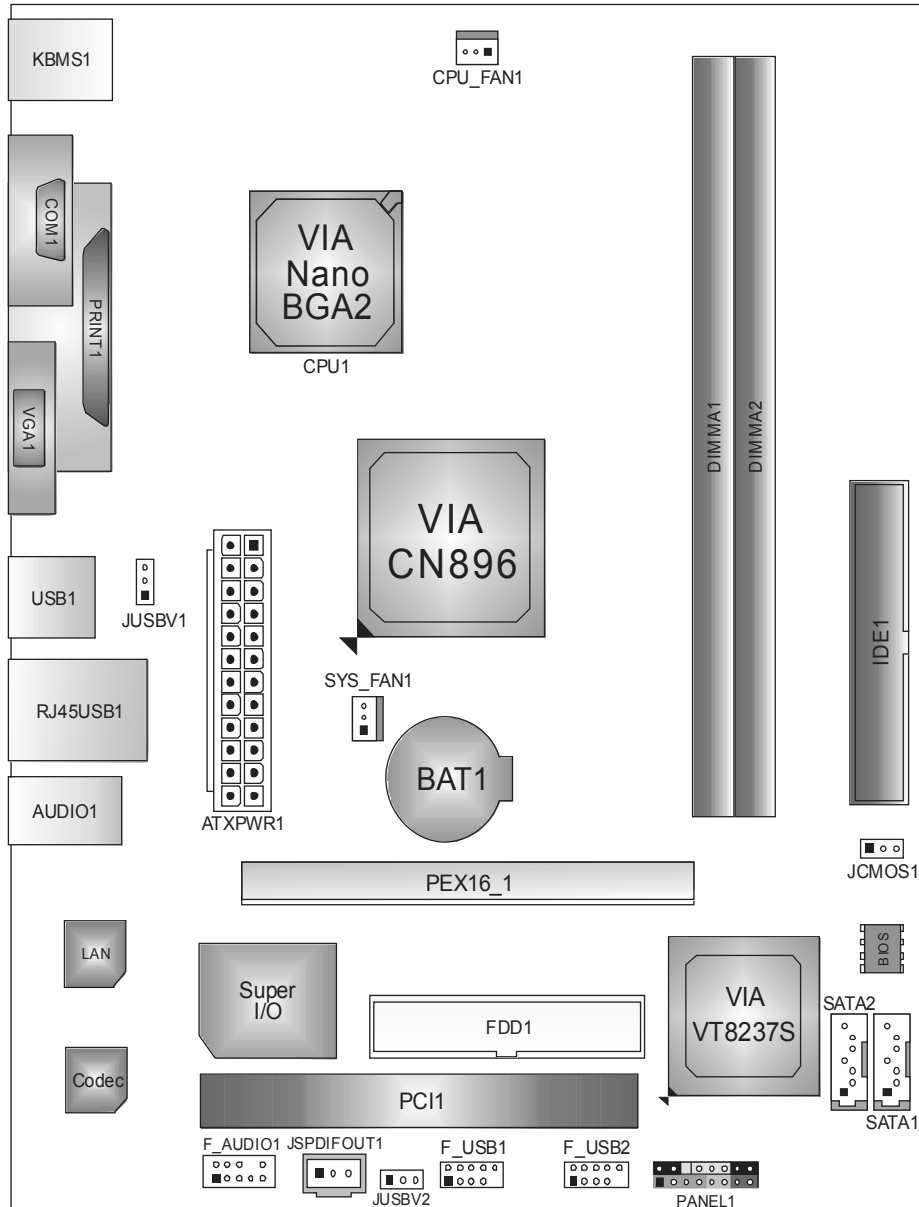 KBMS1
CPU_FAN1
COM1
PRINT1
VIA
Nano
BGA2
CPU1
VGA1
DIMMA1
DIMMA2
VIA
CN896
IDE1
USB1
JUSBV1
RJ45USB1
SYS_FAN1
BAT1
AUDIO1
ATXPWR1
JCMOS1
PEX16_1
LAN
Super
I/O
FDD1
VIA
VT8237S
BIOS
SATA2
SATA1
Codec
PCI1
F_AUDIO1
JSPDIFOUT1
JUSBV2
F_USB1
F_USB2
PANEL1